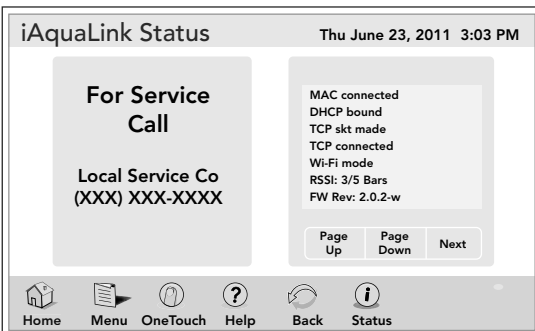 iAquaLink Status
Thu June 23, 2011 3:03 PM
For Service
Call
Local Service Co
(XXX) XXX-XXXX
MAC connected
DHCP bound
TCP skt made
TCP connected
Wi-Fi mode
RSSI: 3/5 Bars
FW Rev: 2.0.2-w
Page
Up
Page
Down
Next
Home
Menu
OneTouch
Help
Back
Status